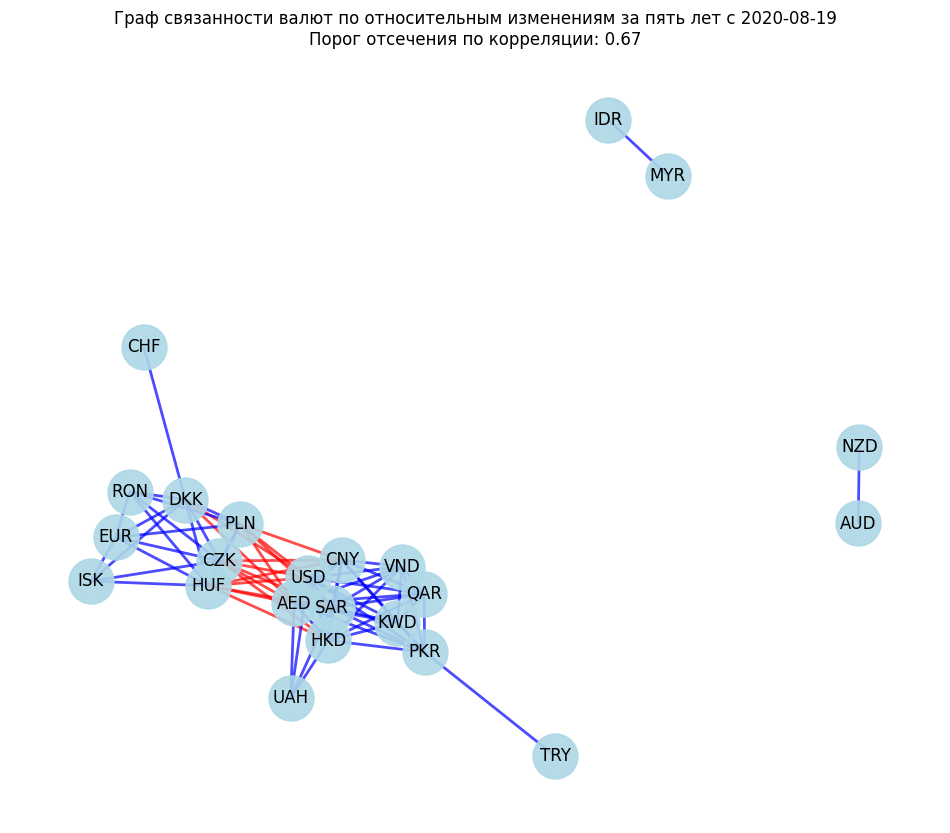 Граф связанности валют по относительным изменениям за пять лет с 2020-08-19
Порог отсечения по корреляции: 0.67
IDR
MYR
CHF
NZD
RON
DKK
AUD
PLN
EUR
CZK
CNY
VND
ISK
HUF
USD
QAR
AED
SAR
KWD
HKD
PKR
UAH
TRY